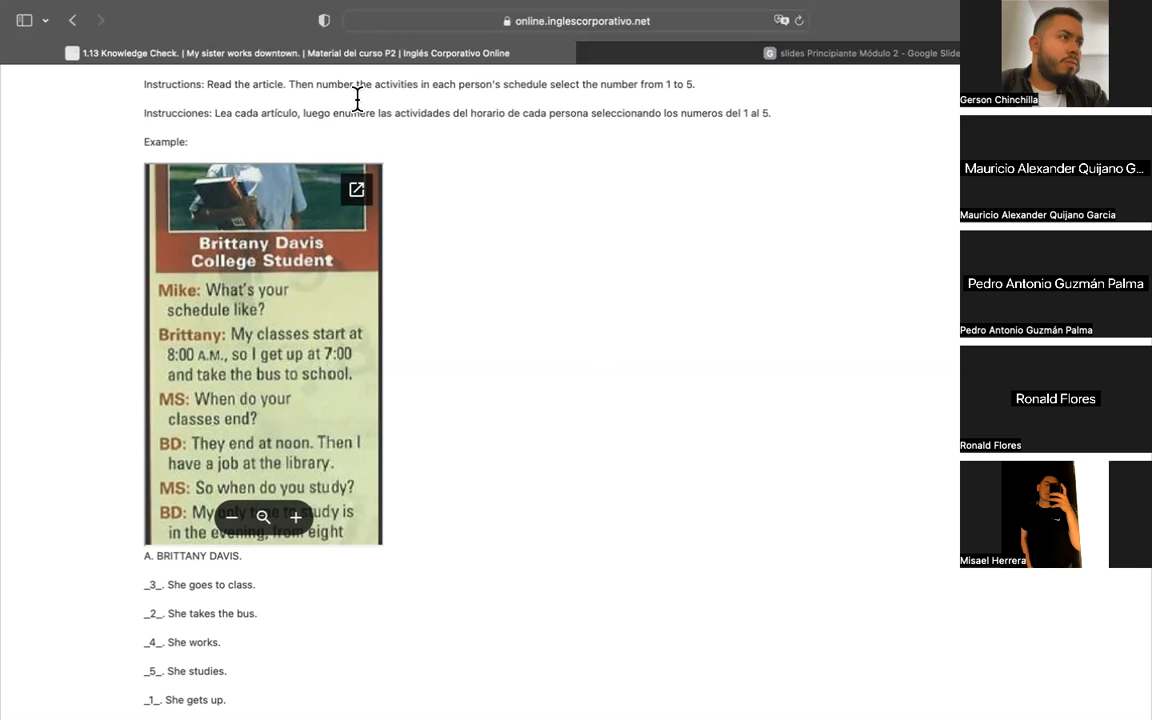 online.inglescorporativo.net
1.13 Knowledge Check. | My sister works downtown. | Material del curso P2 | Inglés Corporativo Online
slides Principiante Módulo 2 - Google Slide
Instructions: Read the article. Then number the activities in each person's schedule select the number from 1 to 5.
Instrucciones: Lea cada artículo, luego enumere las actividades del horario de cada persona seleccionando los numeros del 1 al 5.
Example:
Brittany Davis
College Student
Mike: What's your
schedule like?
Brittany: My classes start at
8:00 A.M., so I get up at 7:00
and take the bus to school.
MS: When do your
classes end?
BD: They end at noon. Then I
have a job at the library.
MS: So when do you study?
BD: My only time to study is
in the evening, from eight
A. BRITTANY DAVIS.
_3_. She goes to class.
_2_. She takes the bus.
_4_. She works.
_5_. She studies.
_1_. She gets up.
Gerson Chinchilla
Mauricio Alexander Quijano G...
Mauricio Alexander Quijano Garcia
Pedro Antonio Guzmán Palma
Pedro Antonio Guzmán Palma
Ronald Flores
Ronald Flores
Misael Herrera